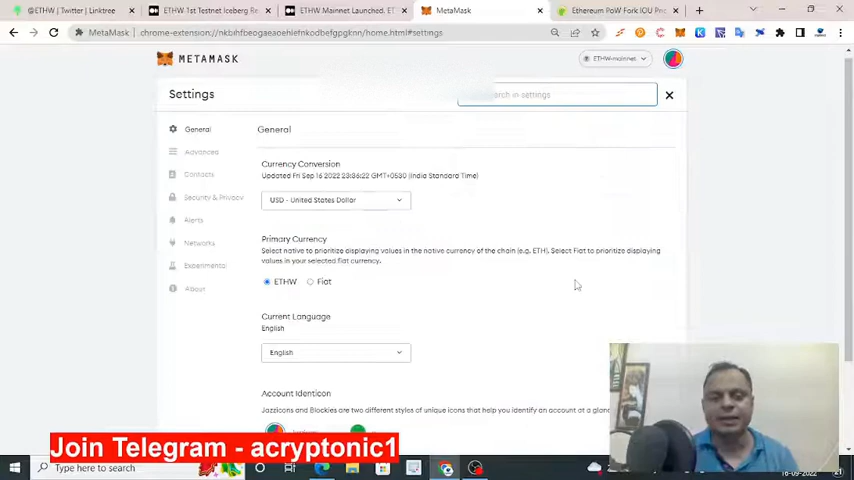 @ETHW | Twitter | Linktree
ETHW 1st Testnet Iceberg Re
ETHW Mainnet Launched. ET
MetaMask
Ethereum PoW Fork IOU Pric
MetaMask | chrome-extension://nkbihfbeogaeaoehlefnkodbefgpgknn/home.html#settings
METAMASK
ETHW-mainnet
Settings
in settings
General
Advanced
Contacts
Security & Privacy
Alerts
Networks
Experimental
About
General
Currency Conversion
Updated Fri Sep 16 2022 23:36:22 GMT+0530 (India Standard Time)
USD - United States Dollar
Primary Currency
Select native to prioritize displaying values in the native currency of the chain (e.g. ETH). Select Fiat to prioritize displaying
values in your selected fiat currency.
ETHW Fiat
Current Language
English
English
Account Identicon
Jazzicons and Blockies are two different styles of unique icons that help you identify an account at a glan
Join Telegram - acryptonic1
Type here to search
16-09-2022